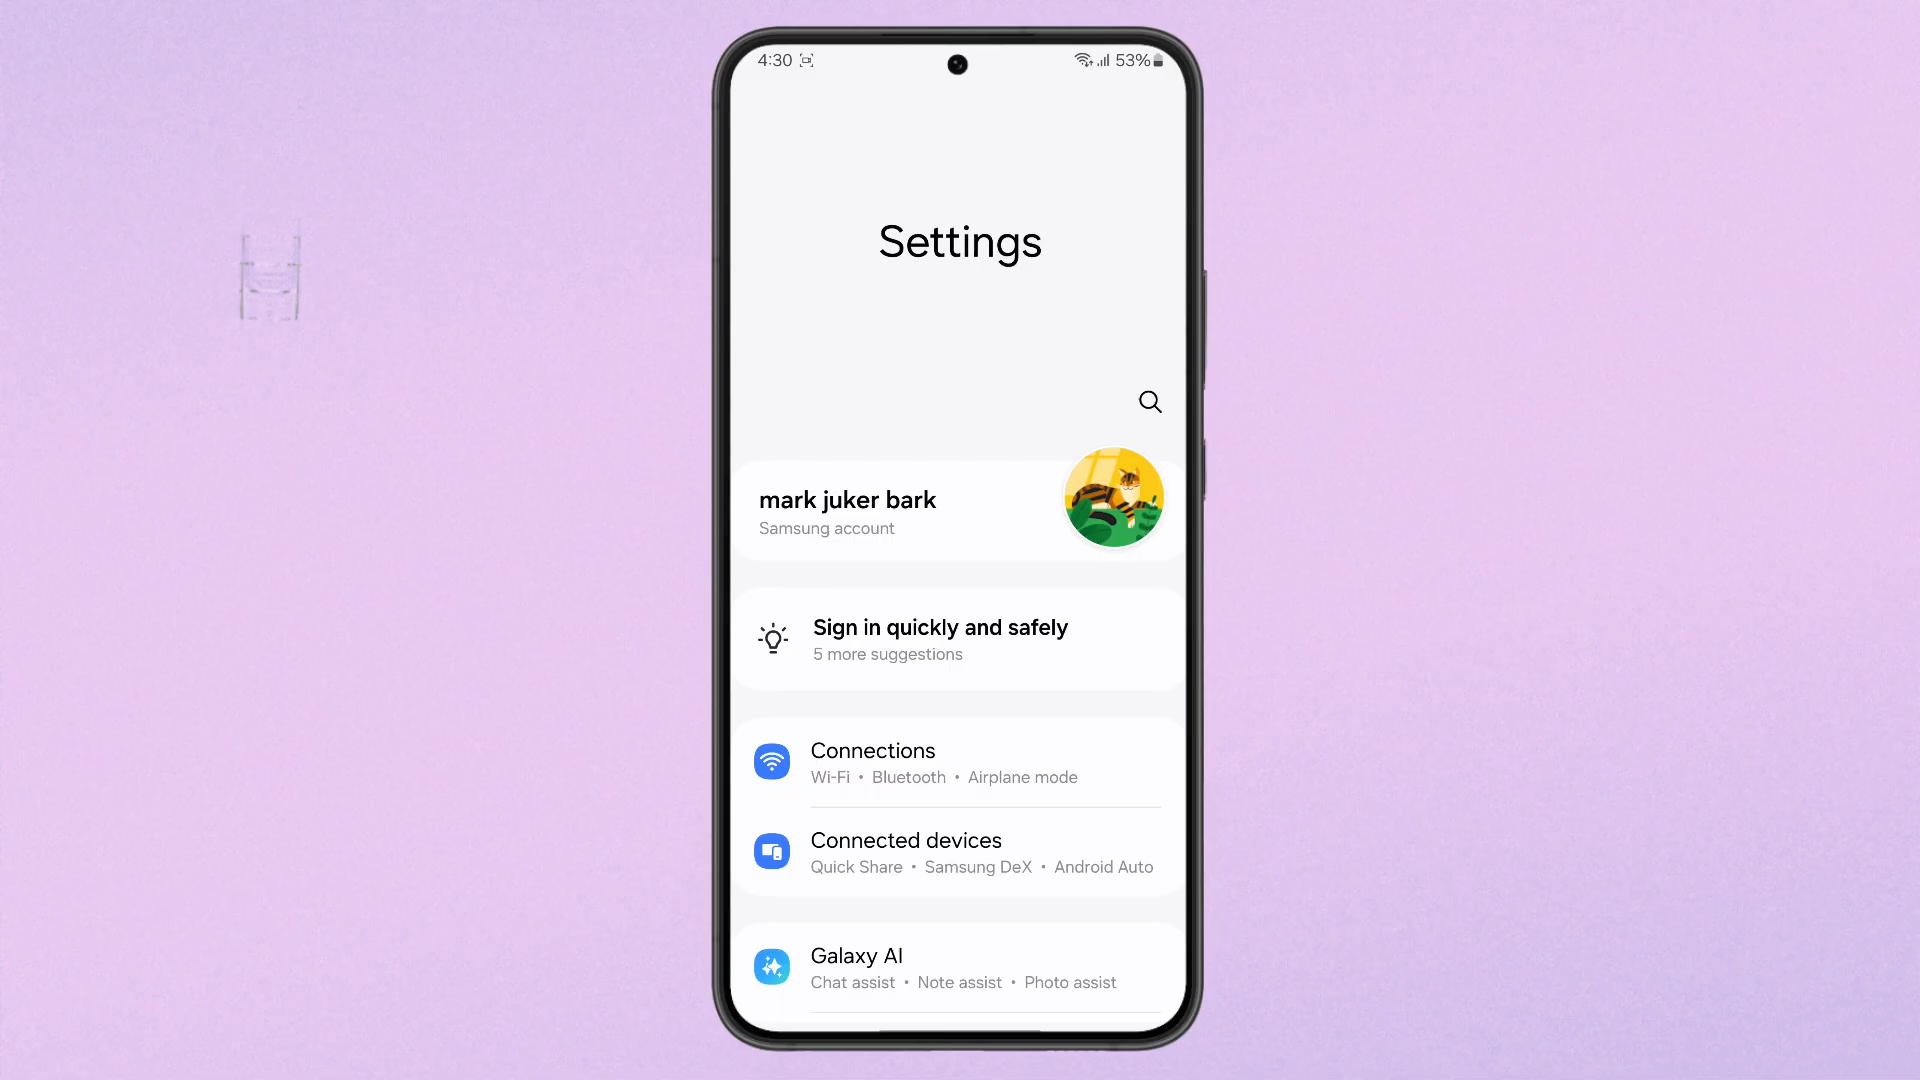 4:30
53%
Settings
mark juker bark
Samsung account
Sign in quickly and safely
5 more suggestions
Connections
Wi-Fi • Bluetooth • Airplane mode
Connected devices
Quick Share • Samsung DeX • Android Auto
Galaxy AI
Chat assist • Note assist • Photo assist